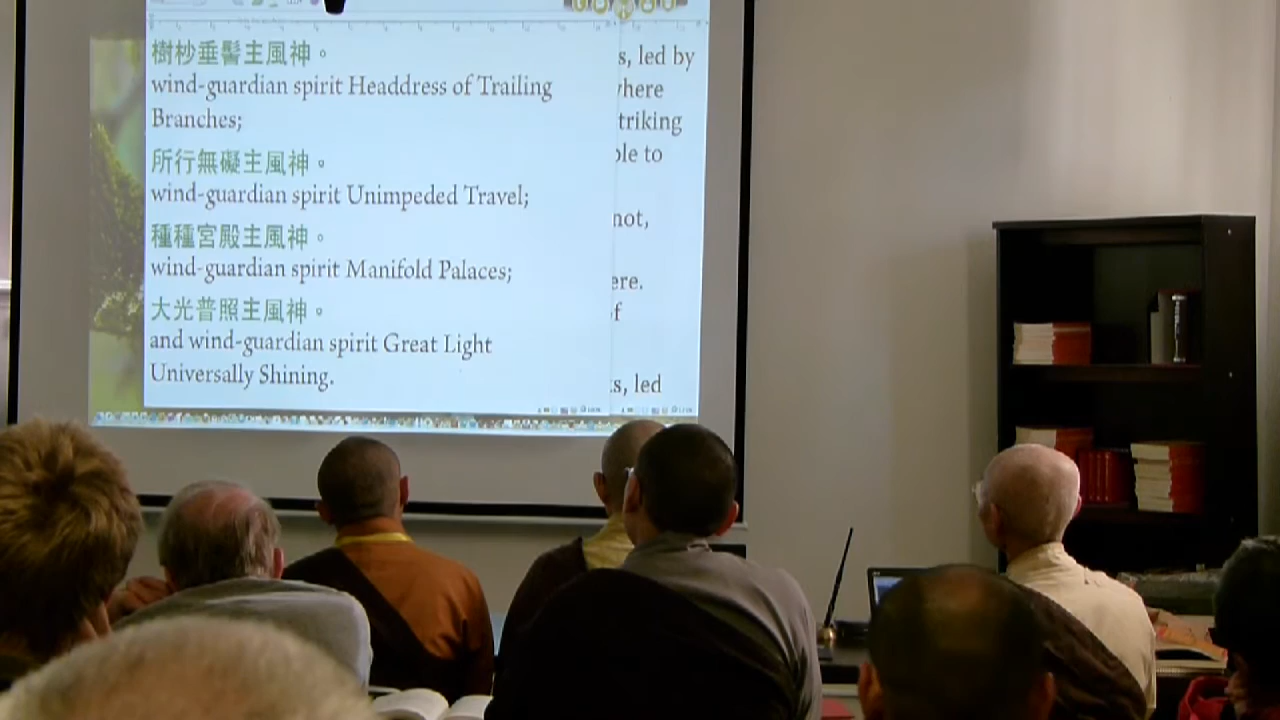 樹杪垂髻主風神。
wind-guardian spirit Headdress of Trailing
Branches;
所行無礙主風神。
wind-guardian spirit Unimpeded Travel;
種種宮殿主風神。
wind-guardian spirit Manifold Palaces;
大光普照主風神。
and wind-guardian spirit Great Light
Universally Shining.
s, led by
here
triking
ble to
not,
ere.
f
s, led